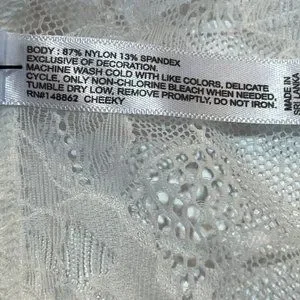 BODY : 87% NYLON 13% SPANDEX
EXCLUSIVE OF DECORATION.
MACHINE WASH COLD WITH LIKE COLORS, DELICATE
CYCLE, ONLY NON-CHLORINE BLEACH WHEN NEEDED,
TUMBLE DRY LOW, REMOVE PROMPTLY, DO NOT IRON.
RN#148862 CHEEKY
MADE IN
SRI LANKA